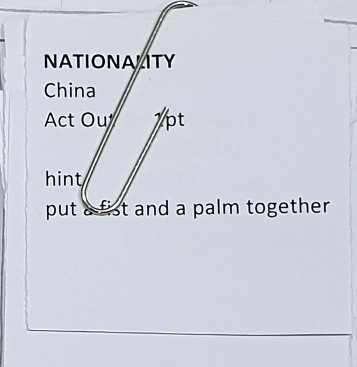 NATIONALITY
China
Act Out 1pt
hint
put a fist and a palm together